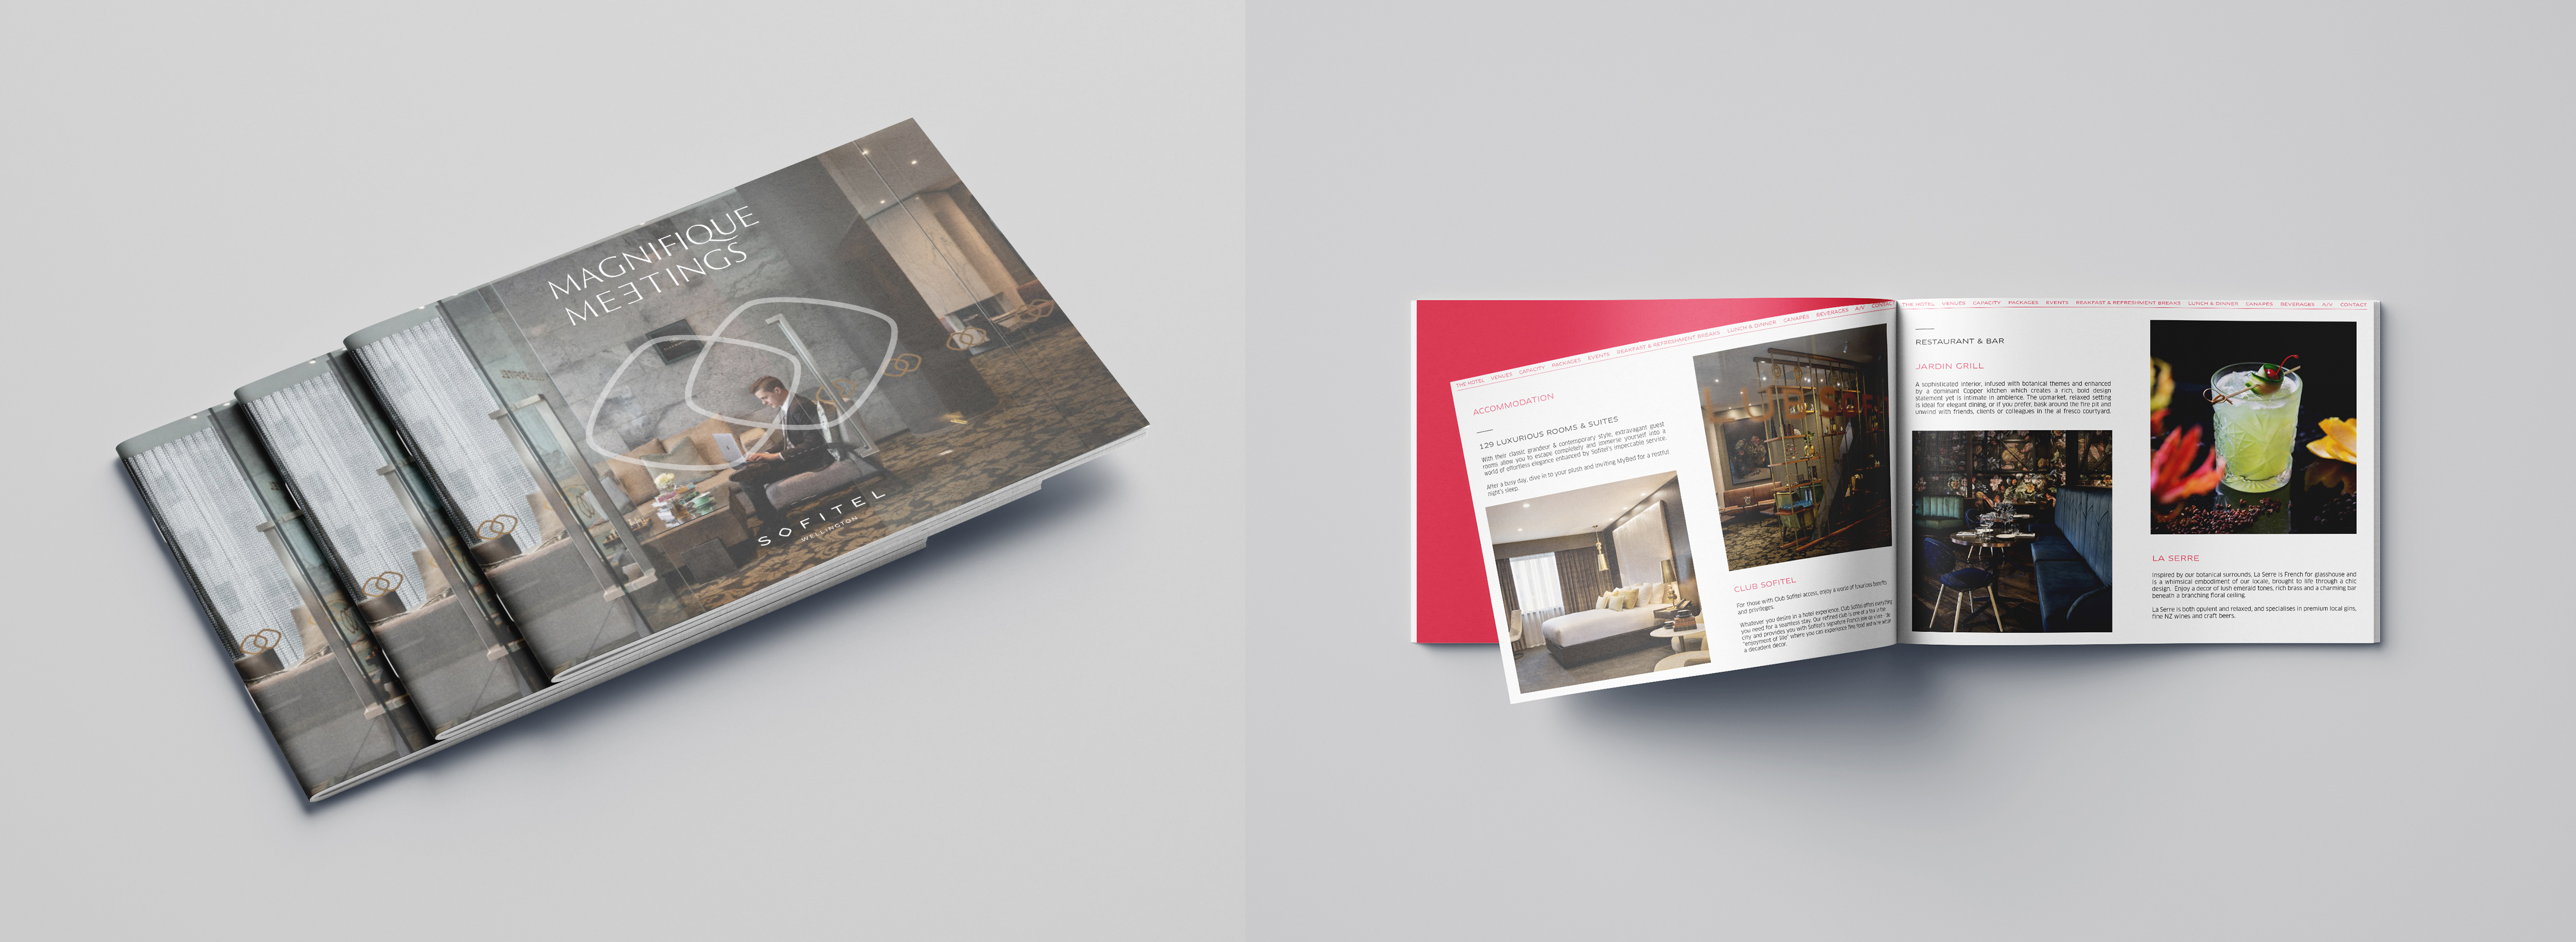 MAGNIFIQUE
MEETINGS
SOFITEL
WELLINGTON
THE HOTEL VENUES CAPACITY PACKAGES EVENTS REAKFAST & REFRESHMENT BREAKS LUNCH & DINNER CANAPÉS BEVERAGES A/V CONTACT
ACCOMMODATION
129 LUXURIOUS ROOMS & SUITES
With their classic grandeur & contemporary style, extravagant guest
rooms allow you to escape completely and immerse yourself into a
world of effortless elegance enhanced by Sofitel's impeccable service.
After a busy day, dive in to your plush and inviting MyBed for a restful
night's sleep.
CLUB SOFITEL
For those with Club Sofitel access, enjoy a world of luxurious benefits
and privileges.
Whatever you desire in a hotel experience, Club Sofitel offers everything
you need for a seamless stay. Our refined club is one of a few in the
city and provides you with Sofitel's signature French
"enjoyment of life" where you can experience fine food and wine within
a decadent decor.
THE HOTEL VENUES CAPACITY PACKAGES EVENTS REAKFAST & REFRESHMENT BREAKS LUNCH & DINNER CANAPÉS BEVERAGES A/V CONTACT
RESTAURANT & BAR
JARDIN GRILL
A sophisticated interior, infused with botanical themes and enhanced
by a dominant Copper kitchen which creates a rich, bold design
statement yet is intimate in ambience. The upmarket, relaxed setting
is ideal for elegant dining, or if you prefer, bask around the fire pit and
unwind with friends, clients or colleagues in the al fresco courtyard.
LA SERRE
Inspired by our botanical surrounds, La Serre is French for glasshouse and
is a whimsical embodiment of our locale, brought to life through a chic
design. Enjoy a decor of lush emerald tones, rich brass and a charming bar
beneath a branching floral ceiling.
La Serre is both opulent and relaxed, and specialises in premium local gins,
fine NZ wines and craft beers.